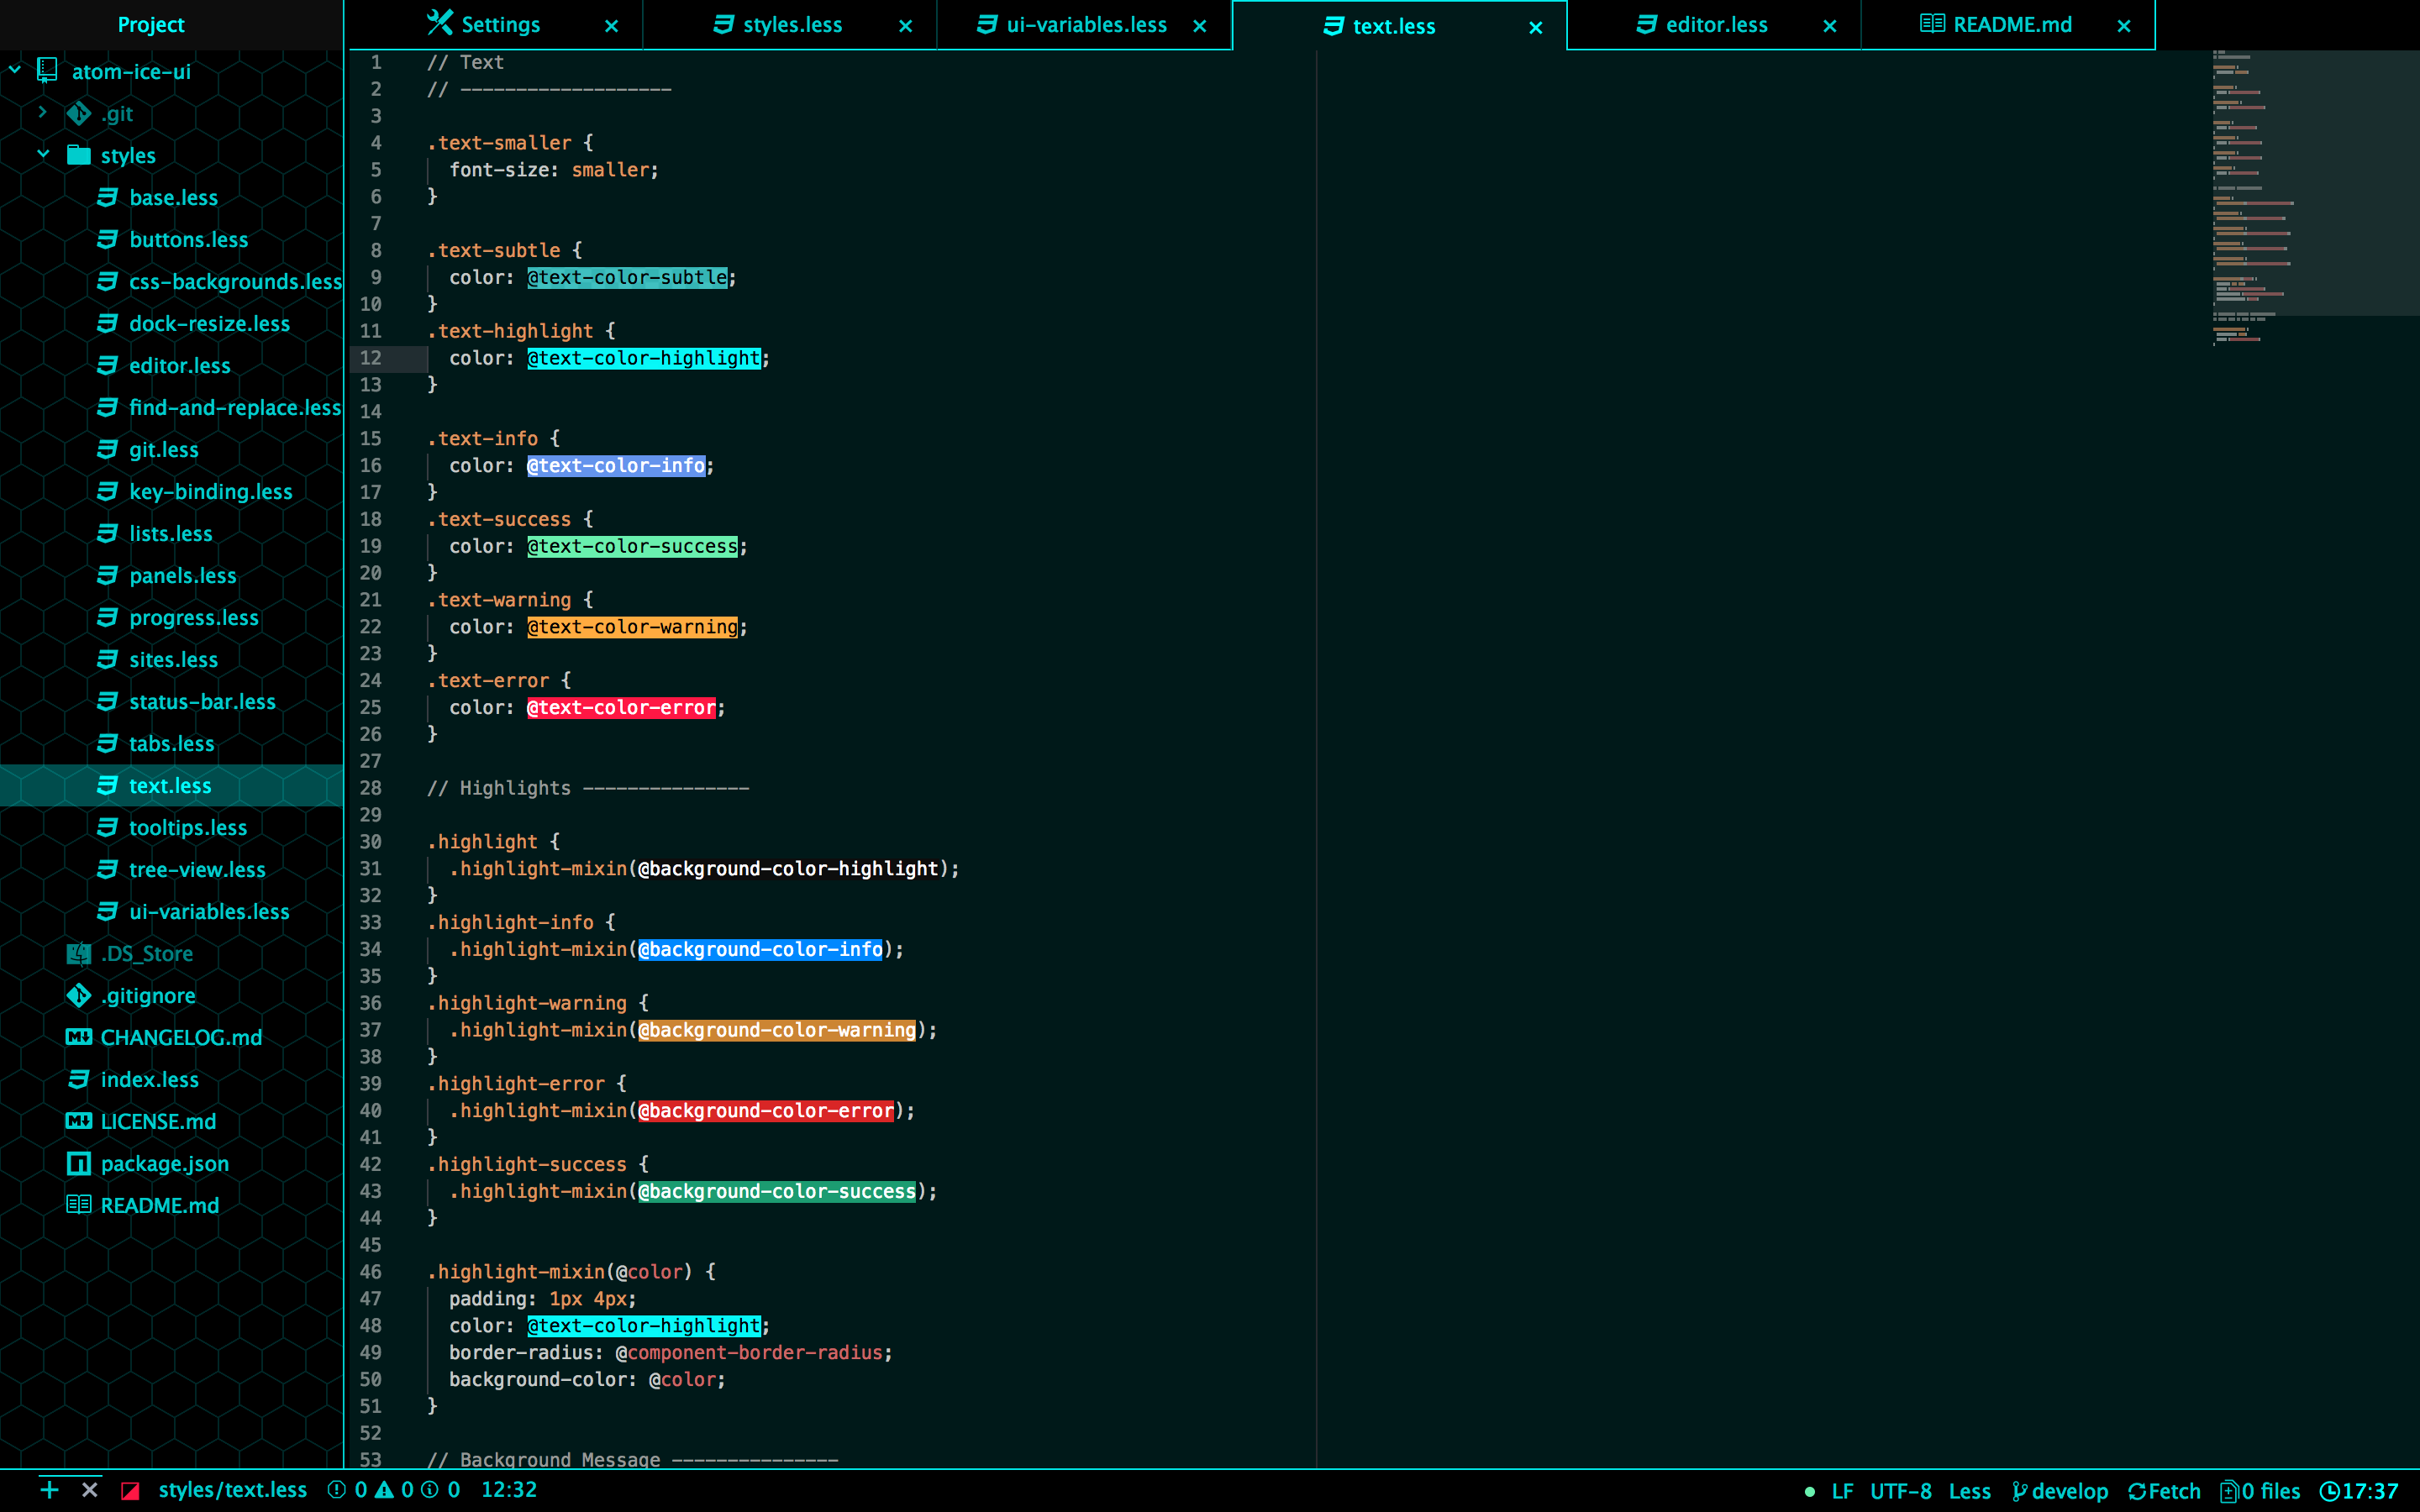 Project
atom-ice-ui
.git
styles
base.less
buttons.less
css-backgrounds.less
dock-resize.less
editor.less
find-and-replace.less
git.less
key-binding.less
lists.less
panels.less
progress.less
sites.less
status-bar.less
tabs.less
text.less
tooltips.less
tree-view.less
ui-variables.less
.DS_Store
.gitignore
CHANGELOG.md
index.less
LICENSE.md
package.json
README.md
Settings × styles.less × ui-variables.less × text.less × editor.less × README.md ×
1 // Text
2 // -------------------
3
4 .text-smaller {
5 font-size: smaller;
6 }
7
8 .text-subtle {
9 color: @text-color-subtle;
10 }
11 .text-highlight {
12 color: @text-color-highlight;
13 }
14
15 .text-info {
16 color: @text-color-info;
17 }
18 .text-success {
19 color: @text-color-success;
20 }
21 .text-warning {
22 color: @text-color-warning;
23 }
24 .text-error {
25 color: @text-color-error;
26 }
27
28 // Highlights ---------------
29
30 .highlight {
31 .highlight-mixin(@background-color-highlight);
32 }
33 .highlight-info {
34 .highlight-mixin(@background-color-info);
35 }
36 .highlight-warning {
37 .highlight-mixin(@background-color-warning);
38 }
39 .highlight-error {
40 .highlight-mixin(@background-color-error);
41 }
42 .highlight-success {
43 .highlight-mixin(@background-color-success);
44 }
45
46 .highlight-mixin(@color) {
47 padding: 1px 4px;
48 color: @text-color-highlight;
49 border-radius: @component-border-radius;
50 background-color: @color;
51 }
52
53 // Background Message ---------------
+ × styles/text.less 0 0 0 12:32 LF UTF-8 Less develop Fetch 0 files 17:37